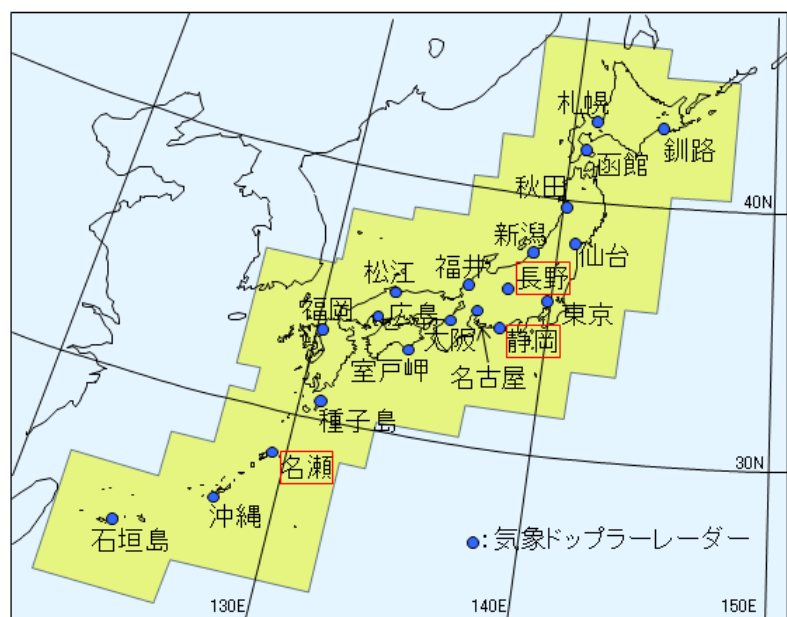 札幌
釧路
函館
秋田
40N
新潟
仙台
福井
松江
長野
福岡
広島
東京
大阪
静岡
室戸岬
名古屋
種子島
名瀬
30N
沖縄
石垣島
●：気象ドップラーレーダー
130E
140E
150E